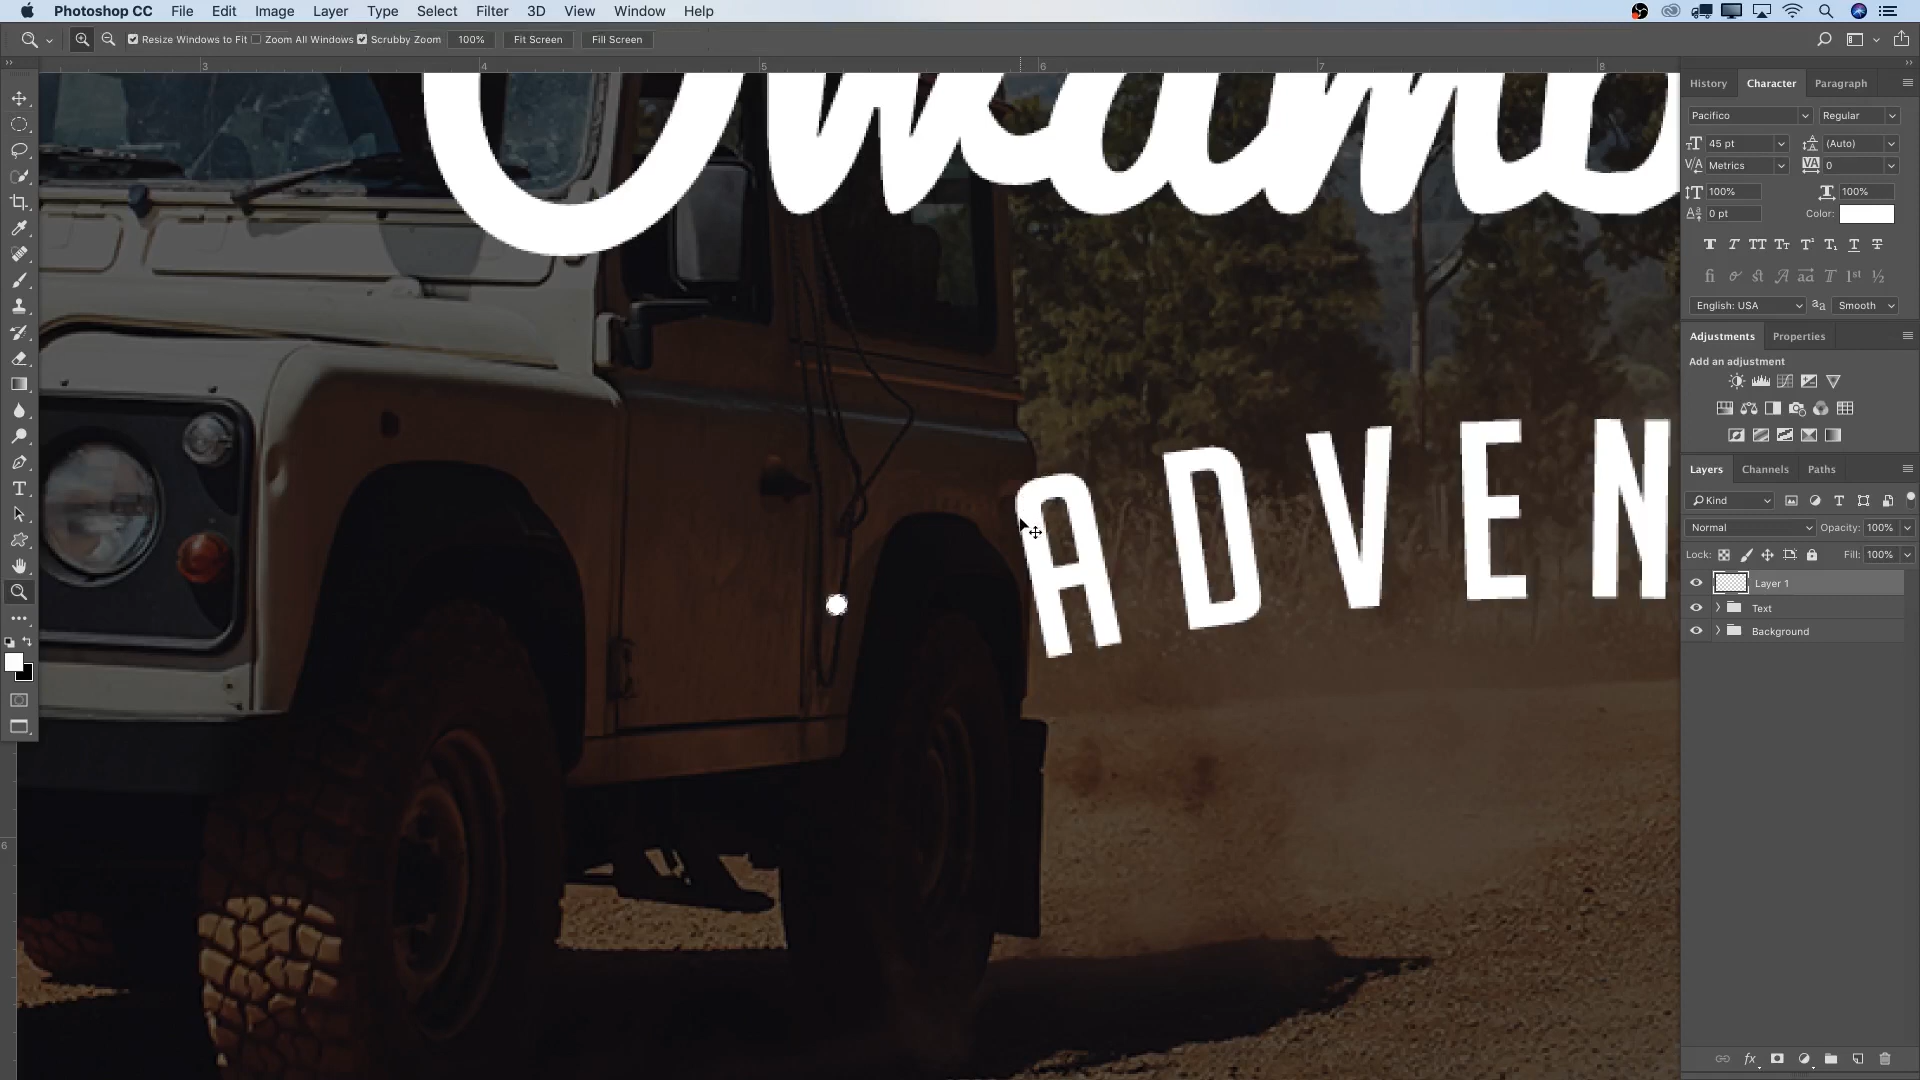 Photoshop CC File Edit Image Layer Type Select Filter 3D View Window Help
Resize Windows to Fit Zoom All Windows Scrubby Zoom 100% Fit Screen Fill Screen
3 4 5 6 7 8
History Character Paragraph
Pacifico Regular
45 pt (Auto)
Metrics 0
100% 100%
0 pt Color:
English: USA Smooth
Adjustments Properties
Add an adjustment
Layers Channels Paths
Kind
Normal Opacity: 100%
Lock: Fill: 100%
Layer 1
Text
Background
ADVEN
6